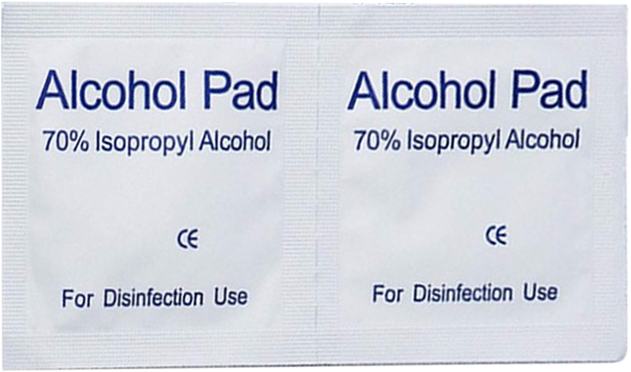 Alcohol Pad
70% Isopropyl Alcohol
CE
For Disinfection Use
Alcohol Pad
70% Isopropyl Alcohol
CE
For Disinfection Use